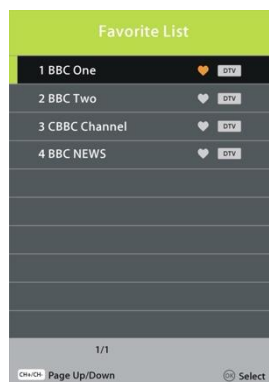 Favorite List
1 BBC One DTV
2 BBC Two DTV
3 CBBC Channel DTV
4 BBC NEWS DTV
1/1
CH+/CH- Page Up/Down OK Select